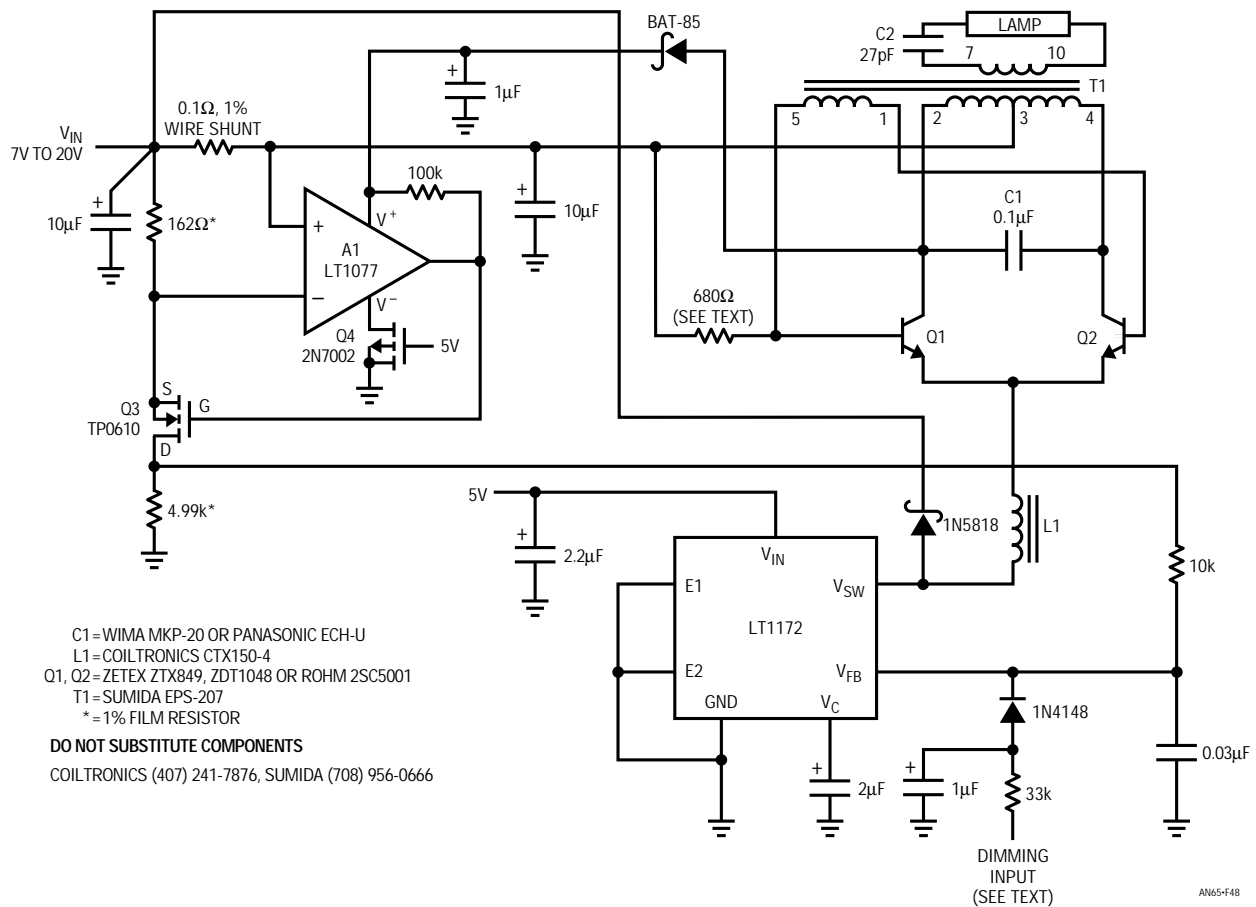 BAT-85
C2
27pF
LAMP
7
10
T1
+
1µF
5
1
2
3
4
0.1Ω, 1%
WIRE SHUNT
VIN
7V TO 20V
+
10µF
162Ω*
100k
V+
+
A1
LT1077
−
V−
+
10µF
C1
0.1µF
680Ω
(SEE TEXT)
Q1
Q2
Q4
2N7002
5V
S
G
D
Q3
TP0610
4.99k*
5V
+
2.2µF
1N5818
L1
10k
VIN
E1
VSW
LT1172
E2
VFB
GND
VC
1N4148
+
2µF
+
1µF
33k
0.03µF
DIMMING
INPUT
(SEE TEXT)
C1 = WIMA MKP-20 OR PANASONIC ECH-U
L1 = COILTRONICS CTX150-4
Q1, Q2 = ZETEX ZTX849, ZDT1048 OR ROHM 2SC5001
T1 = SUMIDA EPS-207
* = 1% FILM RESISTOR
DO NOT SUBSTITUTE COMPONENTS
COILTRONICS (407) 241-7876, SUMIDA (708) 956-0666
AN65•F48